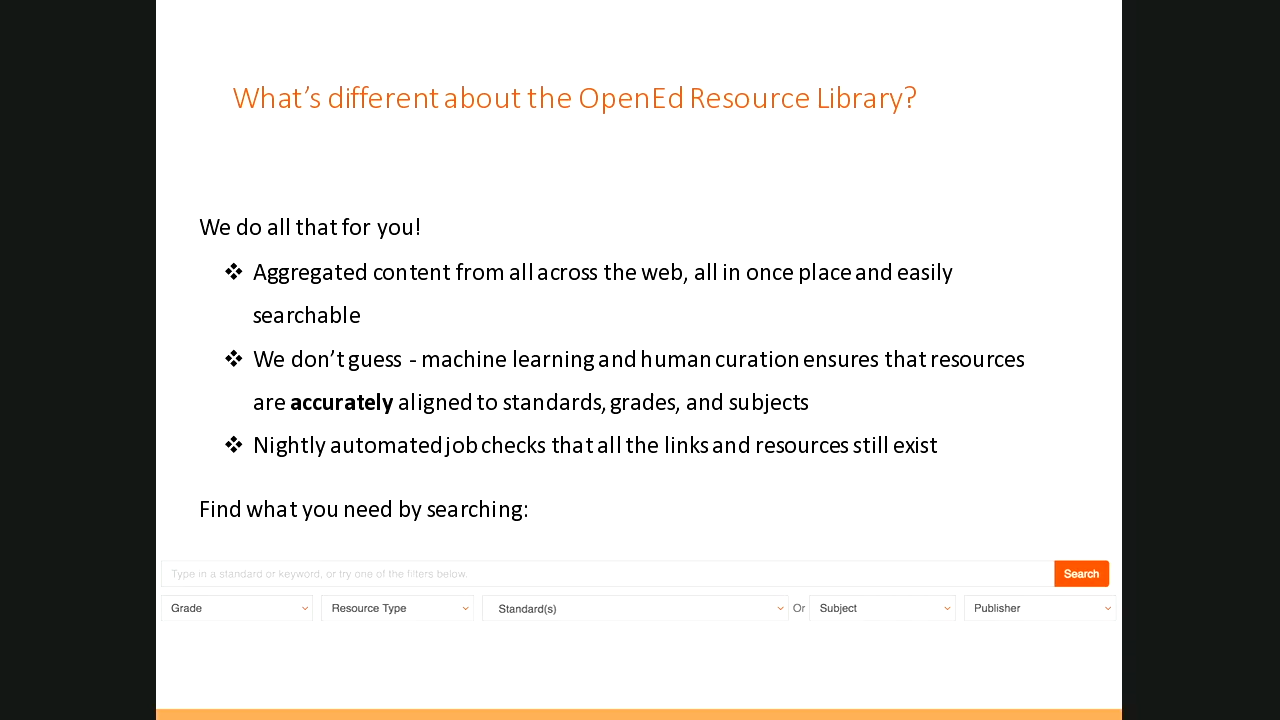 What's different about the OpenEd Resource Library?
We do all that for you!
❖ Aggregated content from all across the web, all in once place and easily
searchable
❖ We don't guess - machine learning and human curation ensures that resources
are accurately aligned to standards, grades, and subjects
❖ Nightly automated job checks that all the links and resources still exist
Find what you need by searching:
Type in a standard or keyword, or try one of the filters below. Search
Grade Resource Type Standard(s) Or Subject Publisher